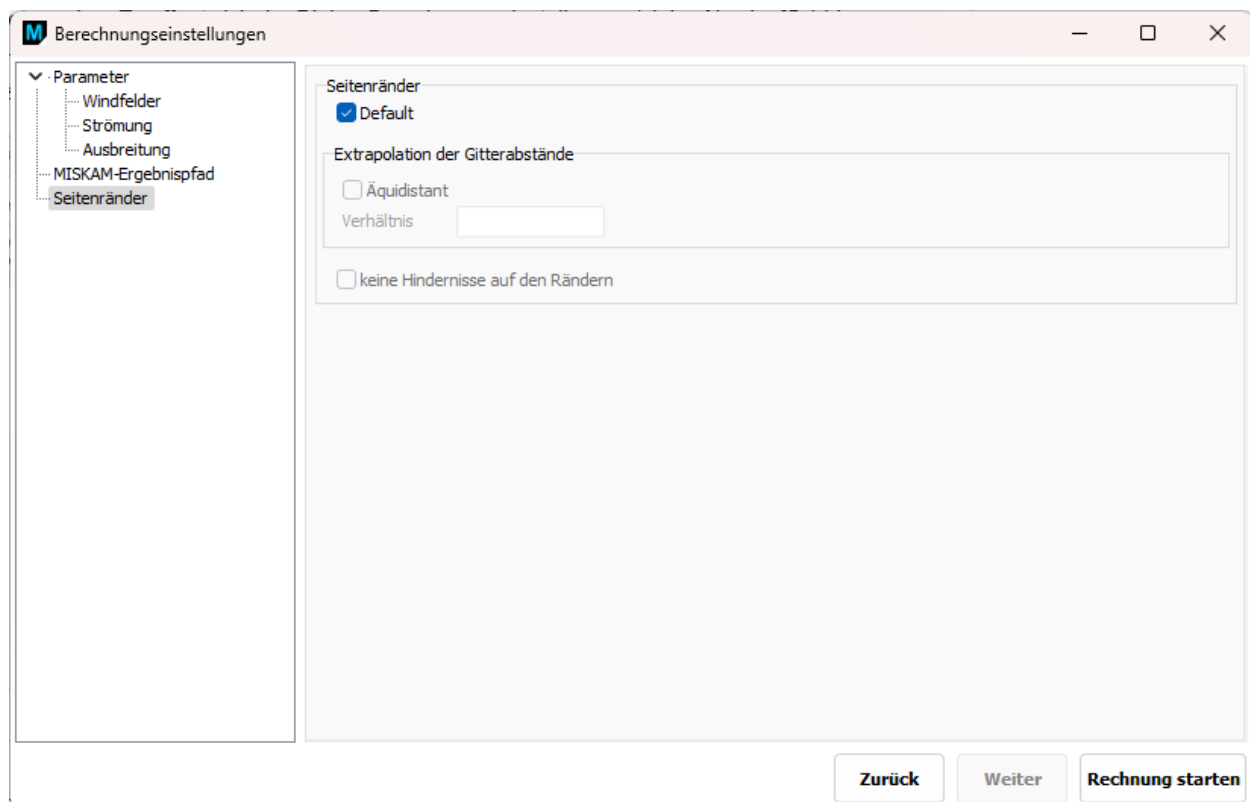 Berechnungseinstellungen
Parameter
Windfelder
Strömung
Ausbreitung
MISKAM-Ergebnispfad
Seitenränder
Seitenränder
Default
Extrapolation der Gitterabstände
Äquidistant
Verhältnis
keine Hindernisse auf den Rändern
Zurück
Weiter
Rechnung starten